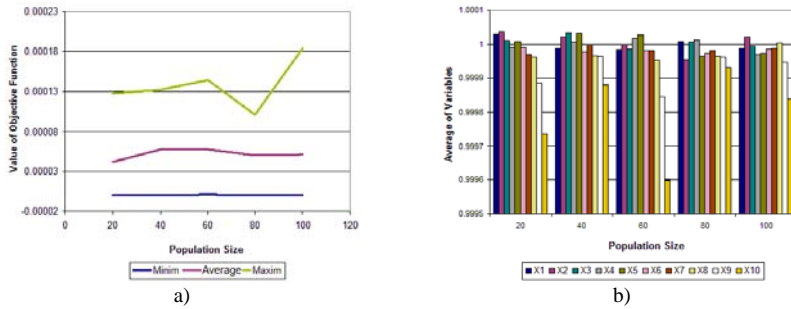 Value of Objective Function
0.00023
0.00018
0.00013
0.00008
0.00003
-0.00002
0 20 40 60 80 100 120
Population Size
Minim Average Maxim
a)
Average of Variables
1.0001
1
0.9999
0.9998
0.9997
0.9996
0.9995
20 40 60 80 100
Population Size
X1 X2 X3 X4 X5 X6 X7 X8 X9 X10
b)